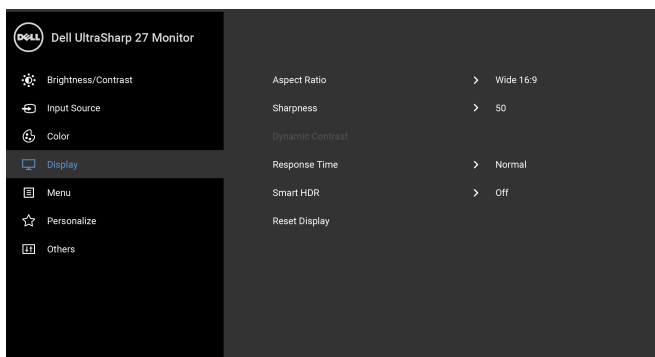 DELL Dell UltraSharp 27 Monitor
Brightness/Contrast
Aspect Ratio Wide 16:9
Input Source
Sharpness 50
Color
Dynamic Contrast
Display
Response Time Normal
Menu
Smart HDR Off
Personalize
Reset Display
Others